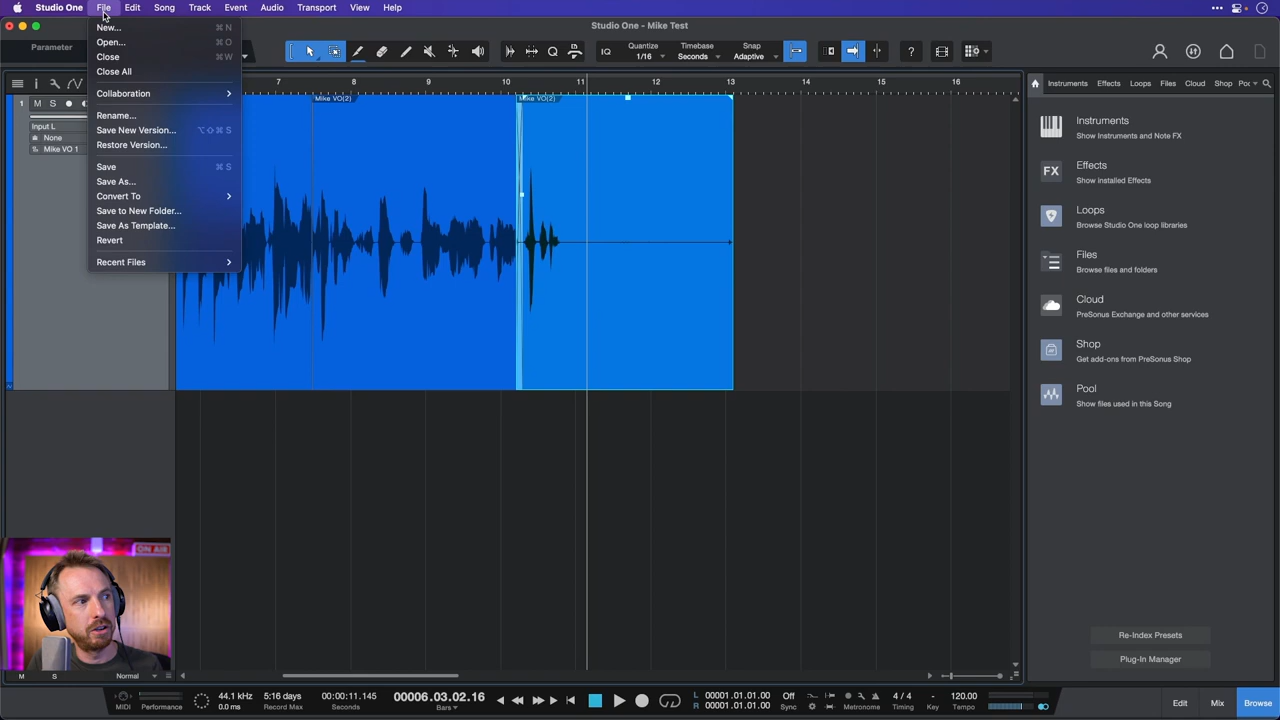 Studio One File Edit Song Track Event Audio Transport View Help
Studio One - Mike Test
Parameter
IQ
Quantize
1/16
Timebase
Seconds
Snap
Adaptive
?
New... ⌘ N
Open... ⌘ O
Close ⌘ W
Close All
Collaboration
Rename...
Save New Version... ⌥⇧⌘ S
Restore Version...
Save ⌘ S
Save As...
Convert To
Save to New Folder...
Save As Template...
Revert
Recent Files
7 8 9 10 11 12 13 14 15 16
1 M S
Input L
None
Mike VO 1
Mike VO(2) Mike VO(2)
Instruments Effects Loops Files Cloud Shop Poo
Instruments
Show Instruments and Note FX
FX
Effects
Show installed Effects
Loops
Browse Studio One loop libraries
Files
Browse files and folders
Cloud
PreSonus Exchange and other services
Shop
Get add-ons from PreSonus Shop
Pool
Show files used in this Song
Re-Index Presets
Plug-In Manager
ON AIR
M S Normal
MIDI
Performance
44.1 kHz
0.0 ms
5:16 days
Record Max
00:00:11.145
Seconds
00006.03.02.16
Bars
L 00001.01.01.00
R 00001.01.01.00
Off
Sync
Metronome
4 / 4
Timing
-
Key
120.00
Tempo
Edit Mix Browse